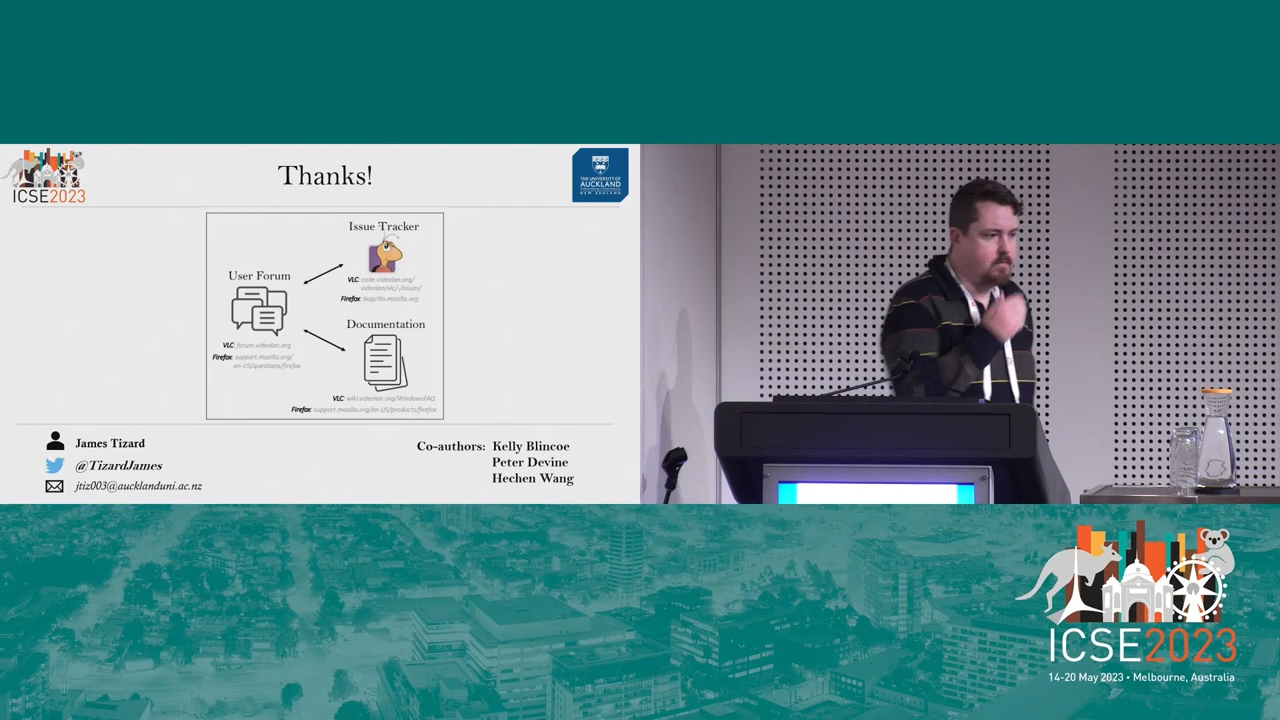 ICSE2023
Thanks!
THE UNIVERSITY OF
AUCKLAND
NEW ZEALAND
Issue Tracker
VLC: code.videolan.org/
videolan/vlc/-/issues/
Firefox: bugzilla.mozilla.org
User Forum
VLC: forum.videolan.org
Firefox: support.mozilla.org/
en-US/questions/firefox
Documentation
VLC: wiki.videolan.org/WindowsFAQ
Firefox: support.mozilla.org/en-US/products/firefox
James Tizard
@TizardJames
jtiz003@aucklanduni.ac.nz
Co-authors: Kelly Blincoe
Peter Devine
Hechen Wang
ICSE2023
14-20 May 2023 • Melbourne, Australia